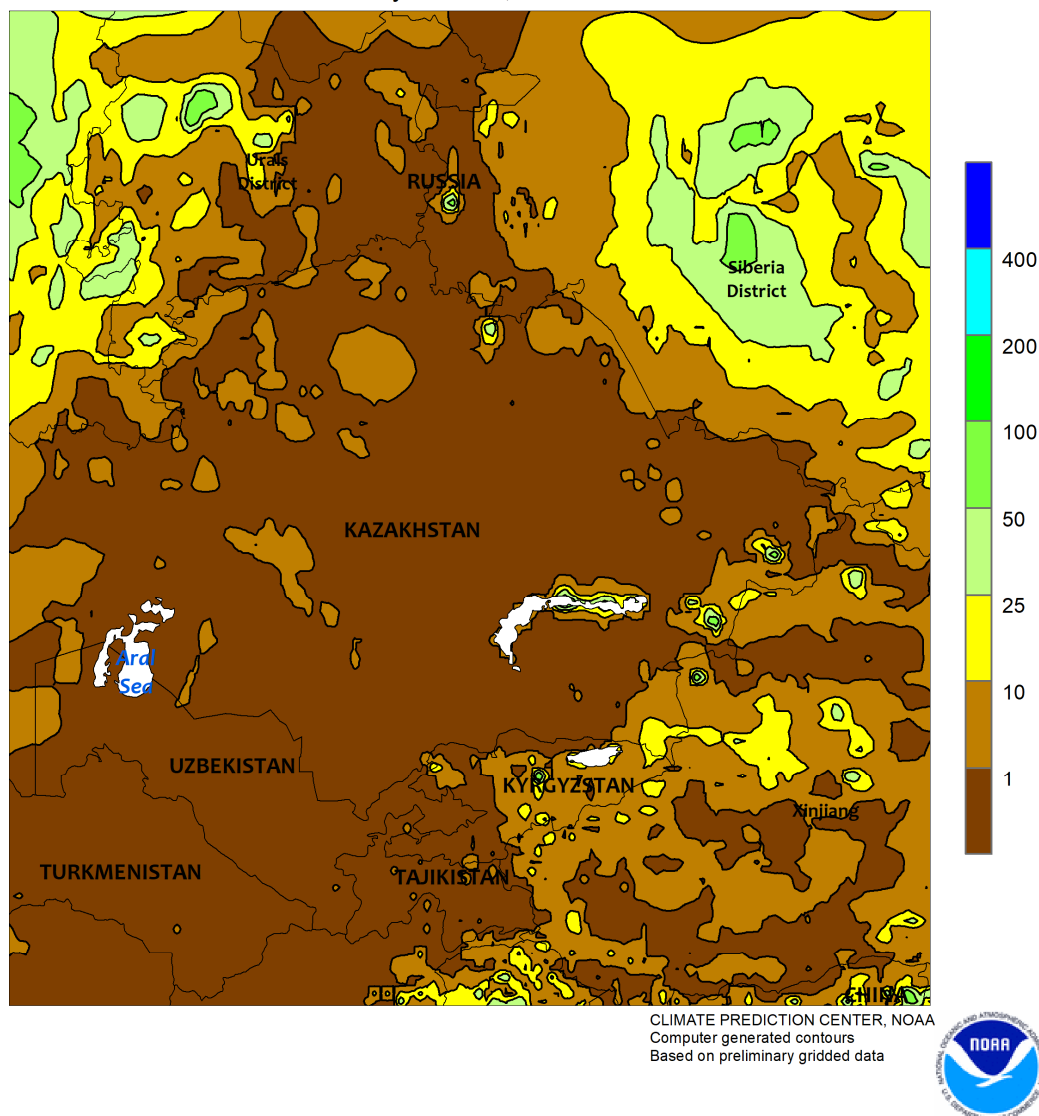 Urals
District
RUSSIA
Siberia
District
KAZAKHSTAN
Aral
Sea
UZBEKISTAN
KYRGYZSTAN
Xinjiang
TURKMENISTAN
TAJIKISTAN
CHINA
400
200
100
50
25
10
1
CLIMATE PREDICTION CENTER, NOAA
Computer generated contours
Based on preliminary gridded data
NOAA